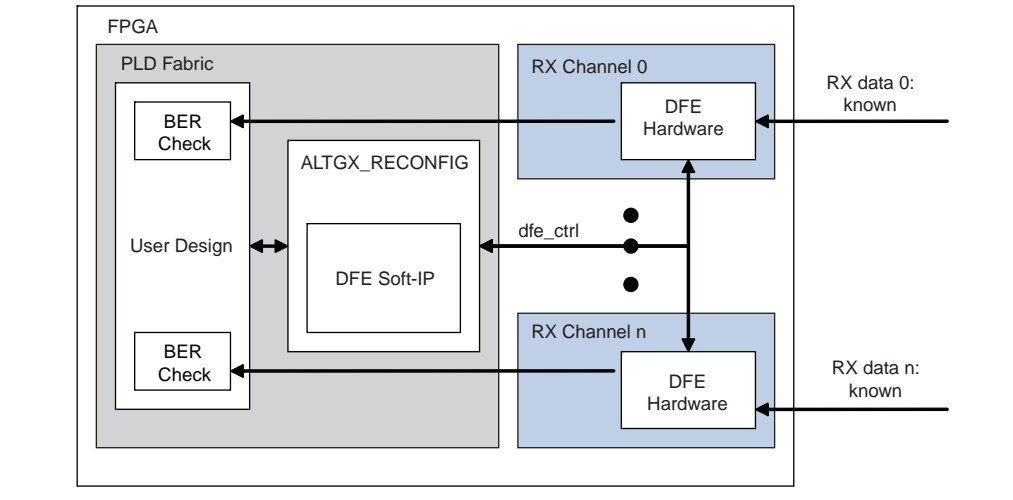 FPGA
PLD Fabric
BER
Check
ALTGX_RECONFIG
User Design
DFE Soft-IP
BER
Check
dfe_ctrl
RX Channel 0
DFE
Hardware
RX data 0:
known
RX Channel n
DFE
Hardware
RX data n:
known